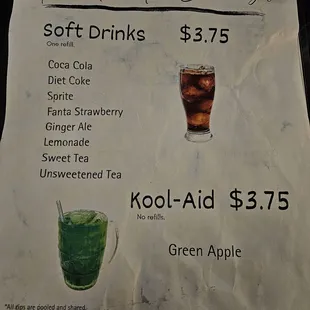 Soft Drinks $3.75
One refill.
Coca Cola
Diet Coke
Sprite
Fanta Strawberry
Ginger Ale
Lemonade
Sweet Tea
Unsweetened Tea
Kool-Aid $3.75
No refills.
Green Apple
*All tips are pooled and shared.